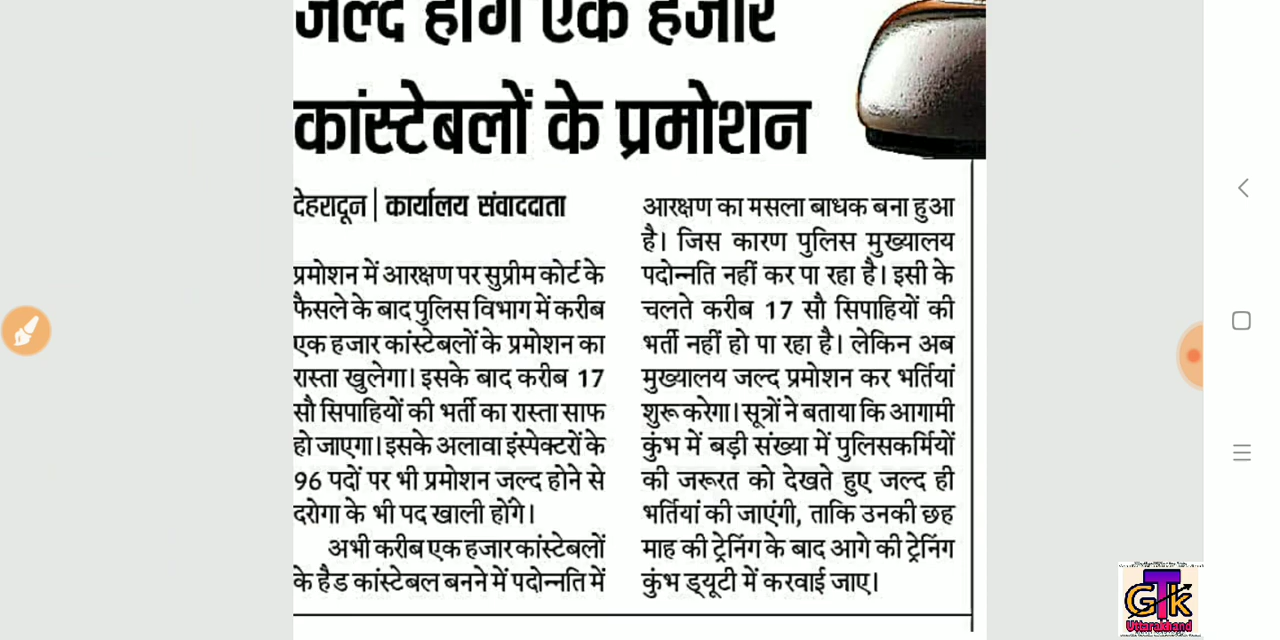 जल्द होंगे एक हजार
कांस्टेबलों के प्रमोशन
देहरादून | कार्यालय संवाददाता
प्रमोशन में आरक्षण पर सुप्रीम कोर्ट के
फैसले के बाद पुलिस विभाग में करीब
एक हजार कांस्टेबलों के प्रमोशन का
रास्ता खुलेगा। इसके बाद करीब 17
सौ सिपाहियों की भर्ती का रास्ता साफ
हो जाएगा। इसके अलावा इंस्पेक्टरों के
96 पदों पर भी प्रमोशन जल्द होने से
दरोगा के भी पद खाली होंगे।
अभी करीब एक हजार कांस्टेबलों
के हैड कांस्टेबल बनने में पदोन्नति में
आरक्षण का मसला बाधक बना हुआ
है। जिस कारण पुलिस मुख्यालय
पदोन्नति नहीं कर पा रहा है। इसी के
चलते करीब 17 सौ सिपाहियों की
भर्ती नहीं हो पा रहा है। लेकिन अब
मुख्यालय जल्द प्रमोशन कर भर्तियां
शुरू करेगा। सूत्रों ने बताया कि आगामी
कुंभ में बड़ी संख्या में पुलिसकर्मियों
की जरूरत को देखते हुए जल्द ही
भर्तियां की जाएंगी, ताकि उनकी छह
माह की ट्रेनिंग के बाद आगे की ट्रेनिंग
कुंभ ड्यूटी में करवाई जाए।
GTk
Uttarakhand